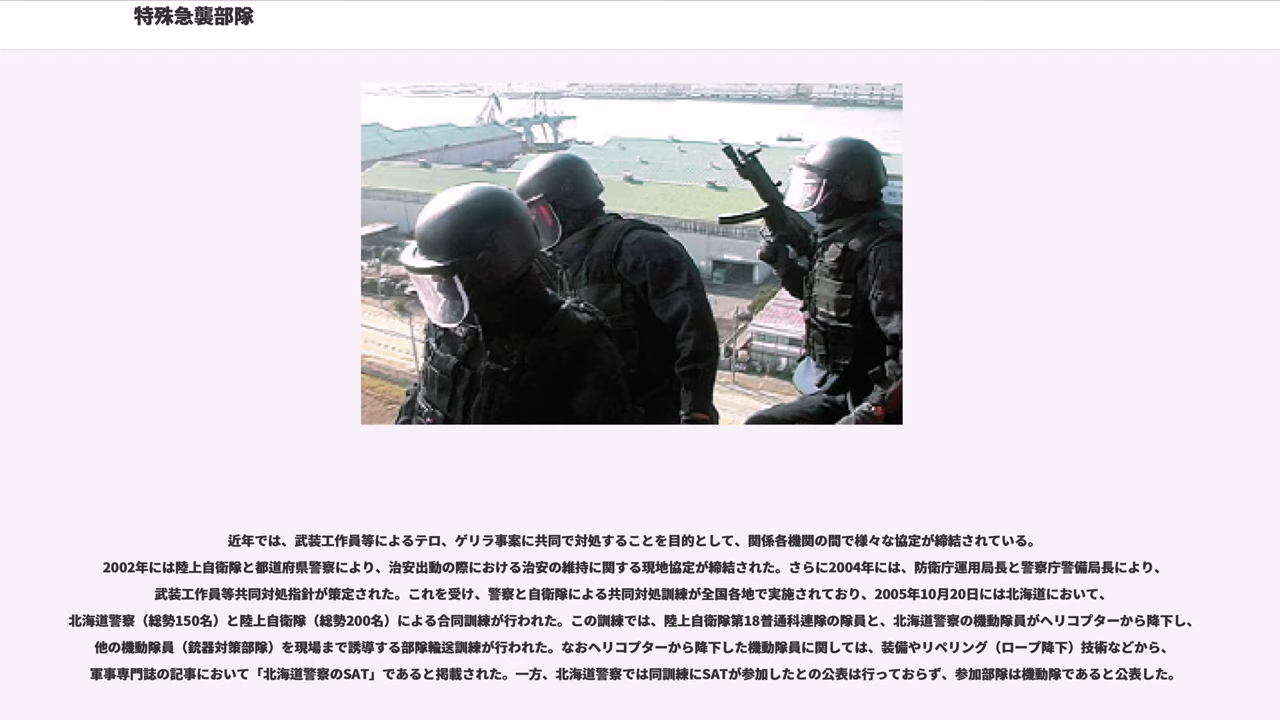 特殊急襲部隊
近年では、武装工作員等によるテロ、ゲリラ事案に共同で対処することを目的として、関係各機関の間で様々な協定が締結されている。
2002年には陸上自衛隊と都道府県警察により、治安出動の際における治安の維持に関する現地協定が締結された。さらに2004年には、防衛庁運用局長と警察庁警備局長により、
武装工作員等共同対処指針が策定された。これを受け、警察と自衛隊による共同対処訓練が全国各地で実施されており、2005年10月20日には北海道において、
北海道警察（総勢150名）と陸上自衛隊（総勢200名）による合同訓練が行われた。この訓練では、陸上自衛隊第18普通科連隊の隊員と、北海道警察の機動隊員がヘリコプターから降下し、
他の機動隊員（銃器対策部隊）を現場まで誘導する部隊輸送訓練が行われた。なおヘリコプターから降下した機動隊員に関しては、装備やリペリング（ロープ降下）技術などから、
軍事専門誌の記事において「北海道警察のSAT」であると掲載された。一方、北海道警察では同訓練にSATが参加したとの公表は行っておらず、参加部隊は機動隊であると公表した。